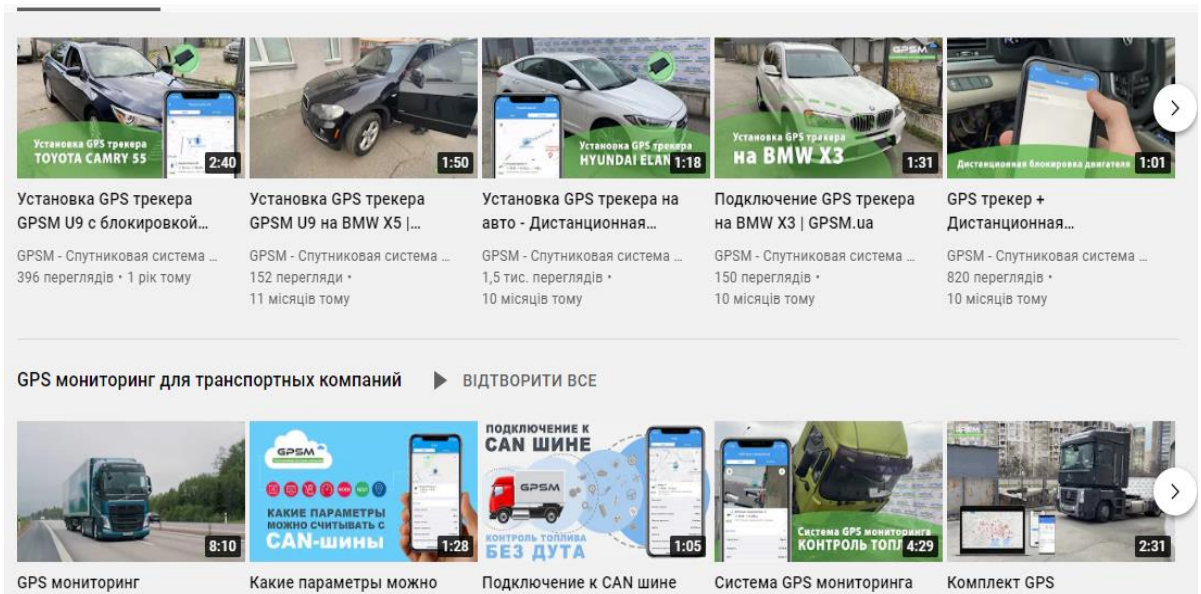 GPSM
Установка GPS трекера
TOYOTA CAMRY 55
2:40
1:50
Установка GPS трекера
HYUNDAI ELAN
1:18
Установка GPS трекера
на BMW X3
1:31
Дистанционная блокировка двигателя
1:01
Установка GPS трекера
GPSM U9 с блокировкой...
Установка GPS трекера
GPSM U9 на BMW X5 |...
Установка GPS трекера на
авто - Дистанционная...
Подключение GPS трекера
на BMW X3 | GPSM.ua
GPS трекер +
Дистанционная...
GPSM - Спутниковая система ...
396 переглядів • 1 рік тому
GPSM - Спутниковая система ...
152 перегляди •
11 місяців тому
GPSM - Спутниковая система ...
1,5 тис. переглядів •
10 місяців тому
GPSM - Спутниковая система ...
150 переглядів •
10 місяців тому
GPSM - Спутниковая система ...
820 переглядів •
10 місяців тому
GPS мониторинг для транспортных компаний
ВІДТВОРИТИ ВСЕ
8:10
GPSM
КАКИЕ ПАРАМЕТРЫ
МОЖНО СЧИТЫВАТЬ С
CAN-ШИНЫ
1:28
ПОДКЛЮЧЕНИЕ К
CAN ШИНЕ
GPSM
КОНТРОЛЬ ТОПЛИВА
БЕЗ ДУТА
1:05
Система GPS мониторинга
КОНТРОЛЬ ТОПЛ
4:29
2:31
GPS мониторинг
Какие параметры можно
Подключение к CAN шине
Система GPS мониторинга
Комплект GPS